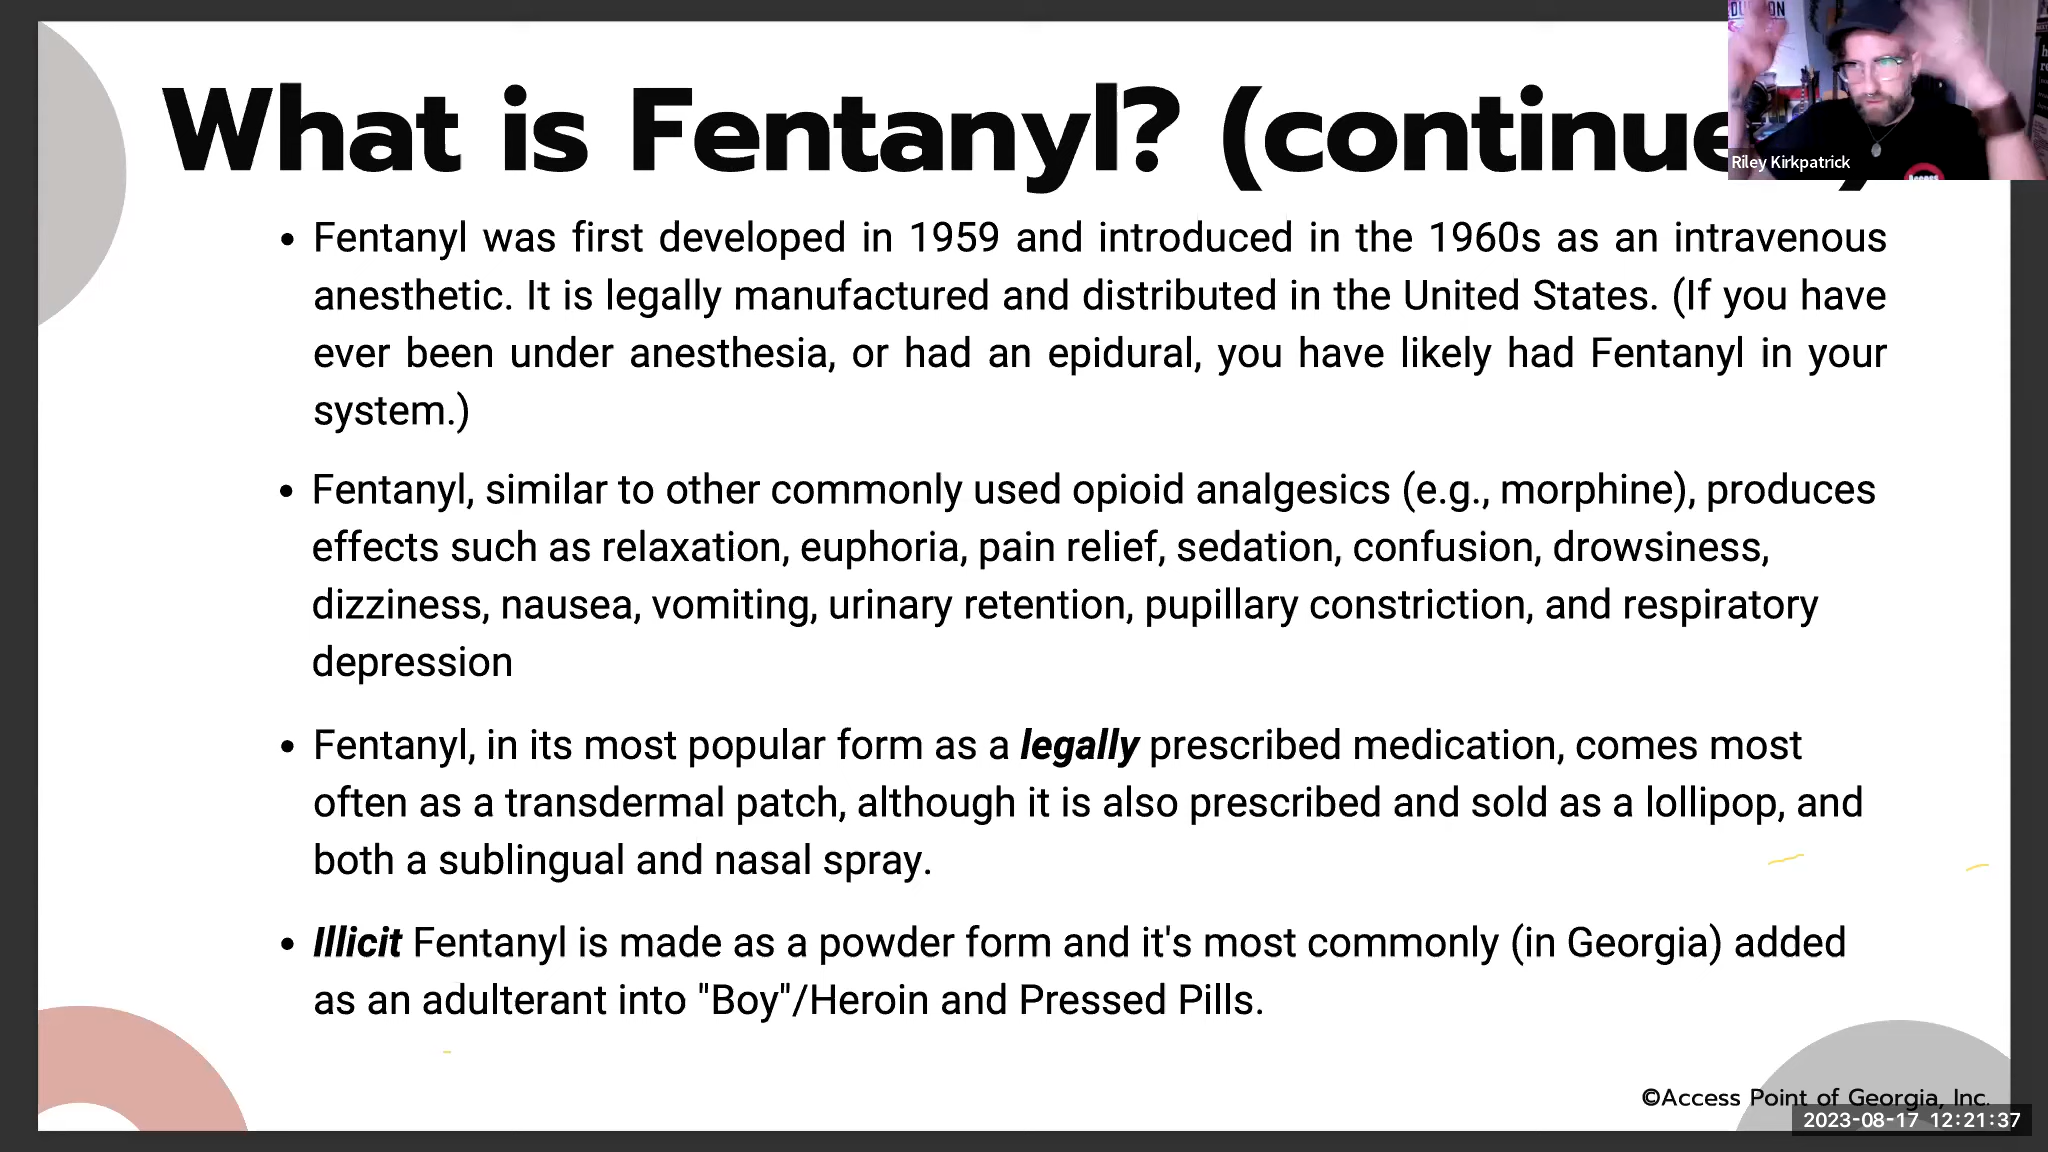 What is Fentanyl? (continue
Riley Kirkpatrick
• Fentanyl was first developed in 1959 and introduced in the 1960s as an intravenous
anesthetic. It is legally manufactured and distributed in the United States. (If you have
ever been under anesthesia, or had an epidural, you have likely had Fentanyl in your
system.)
• Fentanyl, similar to other commonly used opioid analgesics (e.g., morphine), produces
effects such as relaxation, euphoria, pain relief, sedation, confusion, drowsiness,
dizziness, nausea, vomiting, urinary retention, pupillary constriction, and respiratory
depression
• Fentanyl, in its most popular form as a legally prescribed medication, comes most
often as a transdermal patch, although it is also prescribed and sold as a lollipop, and
both a sublingual and nasal spray.
• Illicit Fentanyl is made as a powder form and it's most commonly (in Georgia) added
as an adulterant into "Boy"/Heroin and Pressed Pills.
©Access Point of Georgia, Inc.
2023-08-17 12:21:37